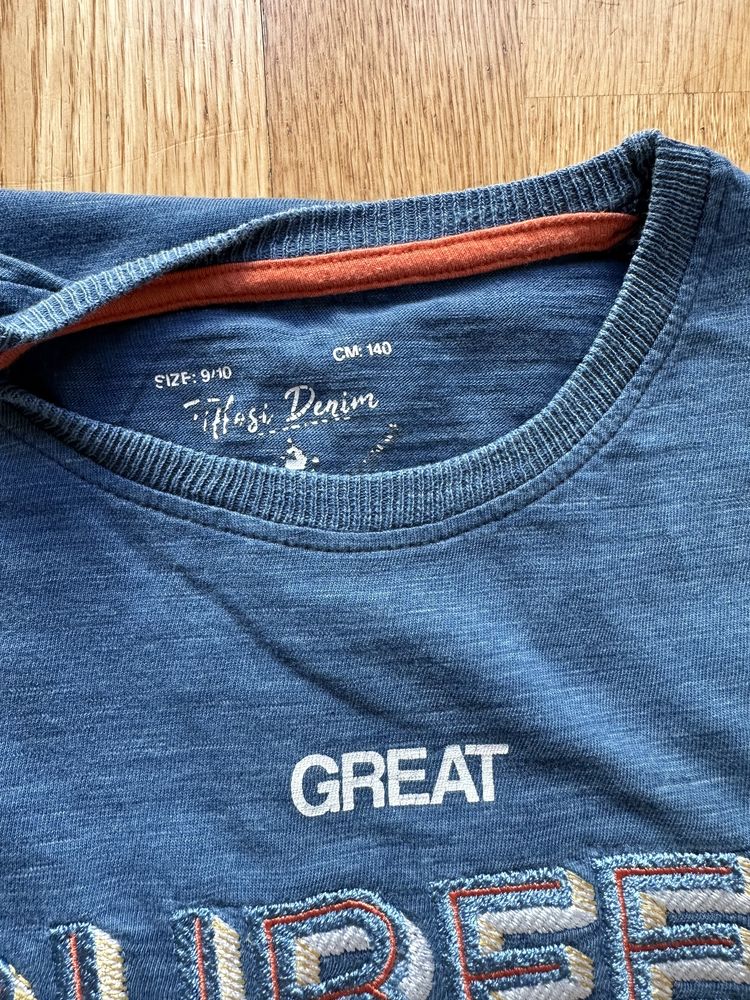 SIZE: 9/10
CM: 140
Tiffosi Denim
GREAT